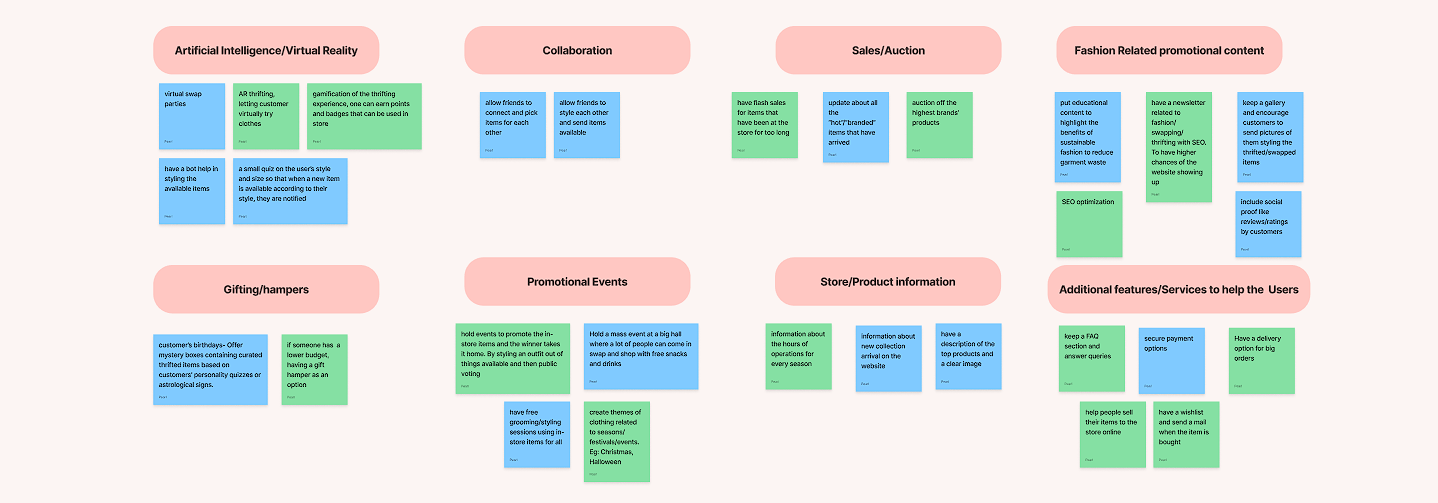 Artificial Intelligence/Virtual Reality
virtual swap
parties
Pearl
AR thrifting,
letting customer
virtually try
clothes
Pearl
gamification of the thrifting
experience, one can earn points
and badges that can be used in
store
Pearl
have a bot help in
styling the
available items
Pearl
a small quiz on the user's style
and size so that when a new item
is available according to their
style, they are notified
Pearl
Collaboration
allow friends to
connect and pick
items for each
other
Pearl
allow friends to
style each other
and send items
available
Pearl
Sales/Auction
have flash sales
for items that
have been at the
store for too long
Pearl
update about all
the
"hot"/"branded"
items that have
arrived
Pearl
auction off the
highest brands'
products
Pearl
Fashion Related promotional content
put educational
content to
highlight the
benefits of
sustainable
fashion to reduce
garment waste
Pearl
have a newsletter
related to
fashion/
swapping/
thrifting with SEO.
To have higher
chances of the
website showing
up
Pearl
keep a gallery
and encourage
customers to
send pictures of
them styling the
thrifted/swapped
items
Pearl
SEO optimization
Pearl
include social
proof like
reviews/ratings
by customers
Pearl
Gifting/hampers
customer's birthdays- Offer
mystery boxes containing curated
thrifted items based on
customers' personality quizzes or
astrological signs.
Pearl
if someone has a
lower budget,
having a gift
hamper as an
option
Pearl
Promotional Events
hold events to promote the in-
store items and the winner takes
it home. By styling an outfit out of
things available and then public
voting
Pearl
Hold a mass event at a big hall
where a lot of people can come in
swap and shop with free snacks
and drinks
Pearl
have free
grooming/styling
sessions using in-
store items for all
Pearl
create themes of
clothing related
to seasons/
festivals/events.
Eg: Christmas,
Halloween
Pearl
Store/Product information
information about
the hours of
operations for
every season
Pearl
information about
new collection
arrival on the
website
Pearl
have a
description of the
top products and
a clear image
Pearl
Additional features/Services to help the Users
keep a FAQ
section and
answer queries
Pearl
secure payment
options
Pearl
Have a delivery
option for big
orders
Pearl
help people sell
their items to the
store online
Pearl
have a wishlist
and send a mail
when the item is
bought
Pearl